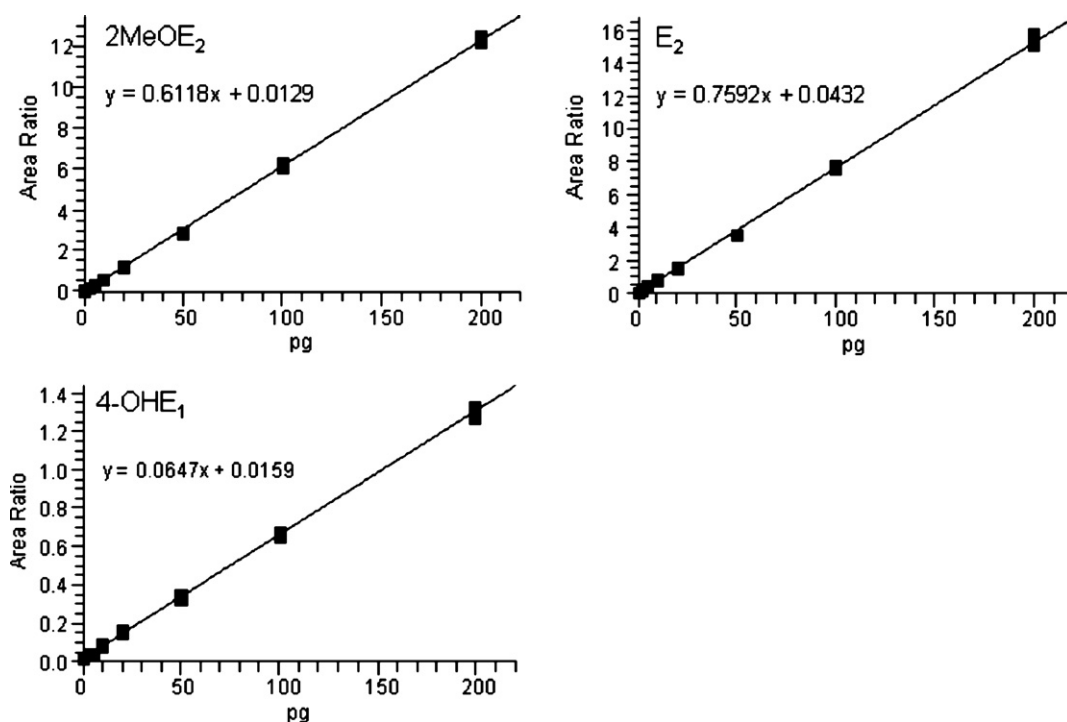 2MeOE₂
y = 0.6118x + 0.0129
Area Ratio
12
10
8
6
4
2
0
0 50 100 150 200
pg
E₂
y = 0.7592x + 0.0432
Area Ratio
16
14
12
10
8
6
4
2
0
0 50 100 150 200
pg
4-OHE₁
y = 0.0647x + 0.0159
Area Ratio
1.4
1.2
1.0
0.8
0.6
0.4
0.2
0.0
0 50 100 150 200
pg